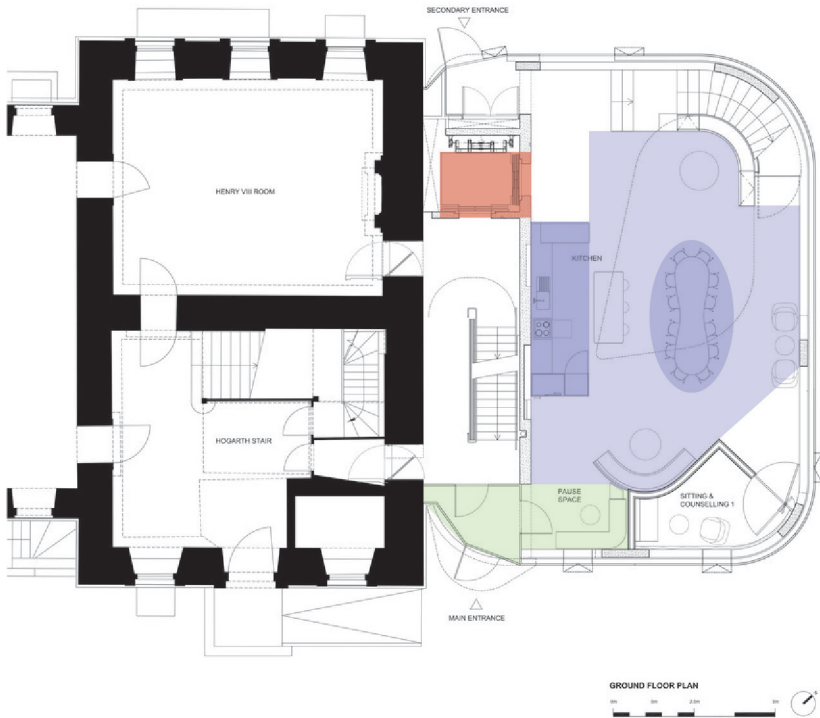 SECONDARY ENTRANCE
HENRY VIII ROOM
KITCHEN
HOGARTH STAIR
PAUSE
SPACE
SITTING &
COUNSELLING 1
MAIN ENTRANCE
GROUND FLOOR PLAN